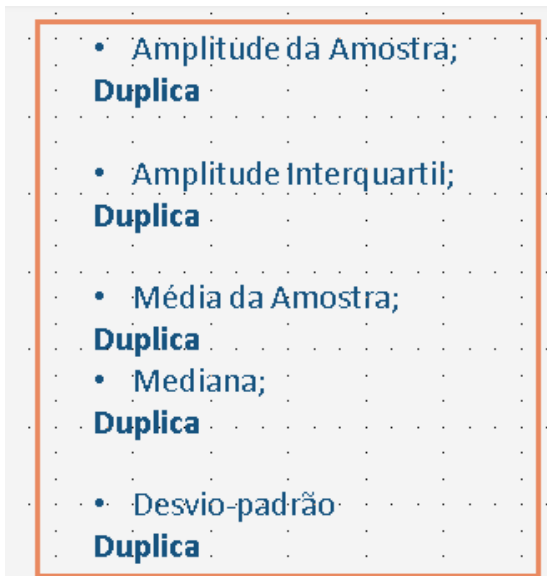 • Amplitude da Amostra;
Duplica
• Amplitude Interquartil;
Duplica
• Média da Amostra;
Duplica
• Mediana;
Duplica
• Desvio-padrão
Duplica